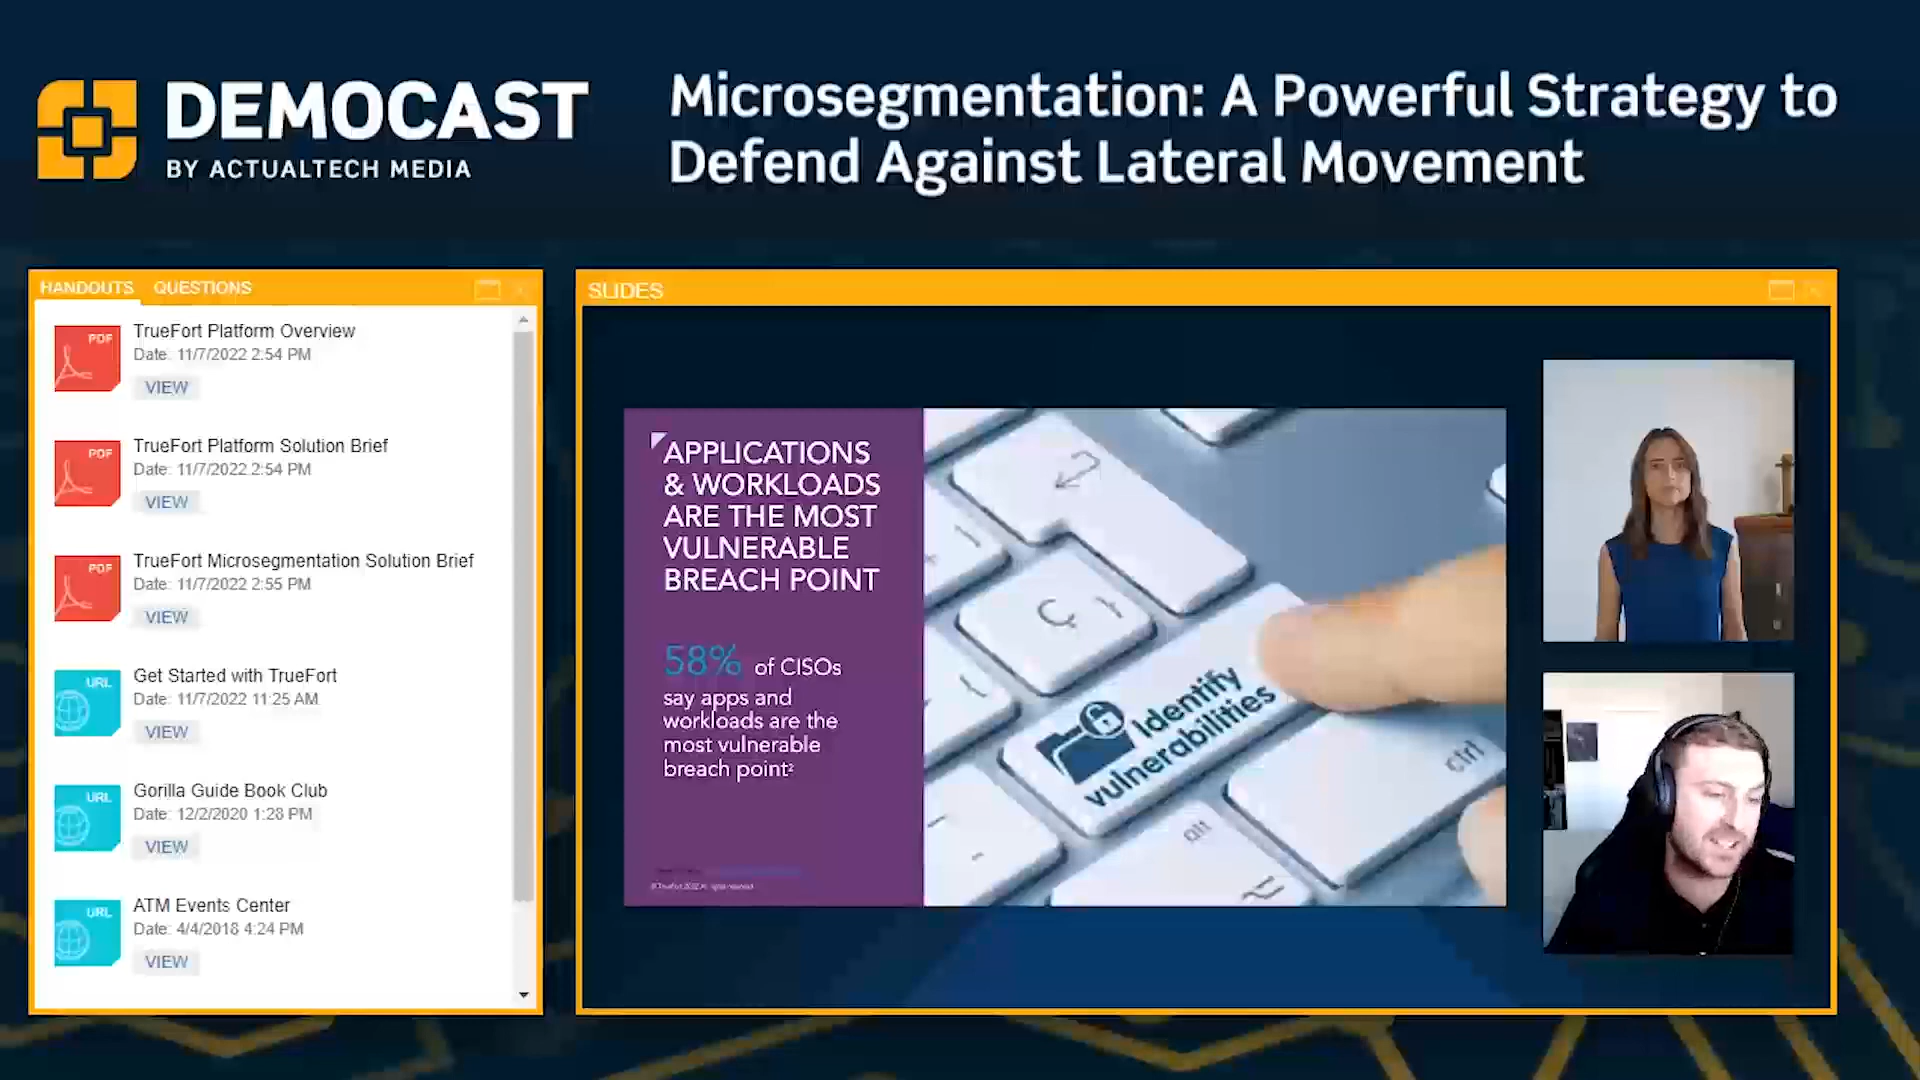 DEMOCAST
BY ACTUALTECH MEDIA
Microsegmentation: A Powerful Strategy to
Defend Against Lateral Movement
HANDOUTS QUESTIONS
PDF
TrueFort Platform Overview
Date: 11/7/2022 2:54 PM
VIEW
PDF
TrueFort Platform Solution Brief
Date: 11/7/2022 2:54 PM
VIEW
PDF
TrueFort Microsegmentation Solution Brief
Date: 11/7/2022 2:55 PM
VIEW
URL
Get Started with TrueFort
Date: 11/7/2022 11:25 AM
VIEW
URL
Gorilla Guide Book Club
Date: 12/2/2020 1:28 PM
VIEW
URL
ATM Events Center
Date: 4/4/2018 4:24 PM
VIEW
SLIDES
APPLICATIONS
& WORKLOADS
ARE THE MOST
VULNERABLE
BREACH POINT
58% of CISOs
say apps and
workloads are the
most vulnerable
breach point²
© TrueFort 2022 All rights reserved
Ç
Identify
vulnerabilities
alt
ctrl